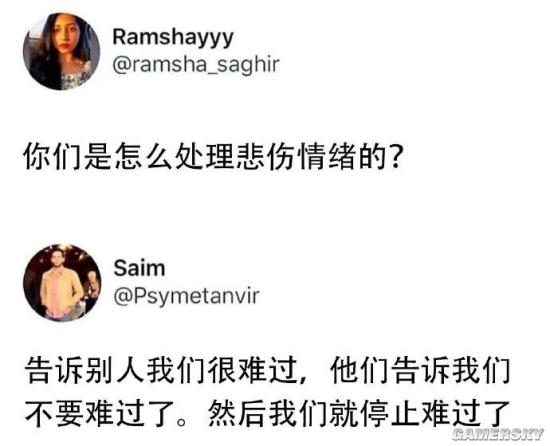 Ramshayyy
@ramsha_saghir
你们是怎么处理悲伤情绪的？
Saim
@Psymetanvir
告诉别人我们很难过，他们告诉我们
不要难过了。然后我们就停止难过了
GAMERSKY